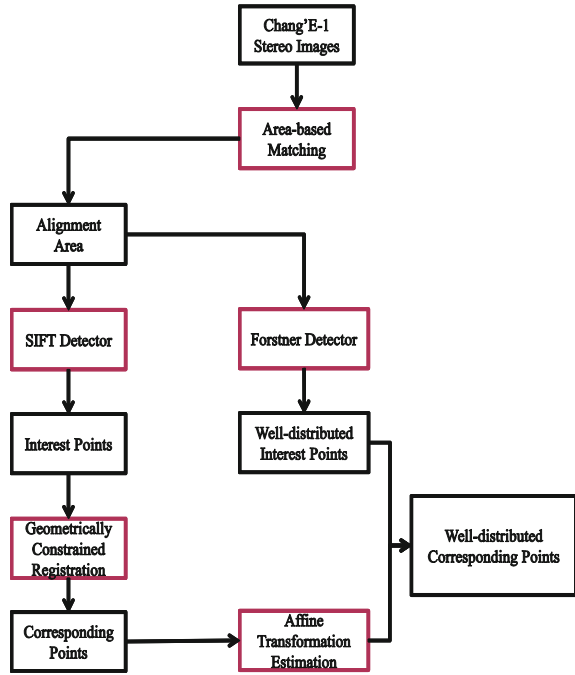 Chang'E-1
Stereo Images
Area-based
Matching
Alignment
Area
SIFT Detector
Forstner Detector
Interest Points
Well-distributed
Interest Points
Geometrically
Constrained
Registration
Well-distributed
Corresponding Points
Corresponding
Points
Affine
Transformation
Estimation